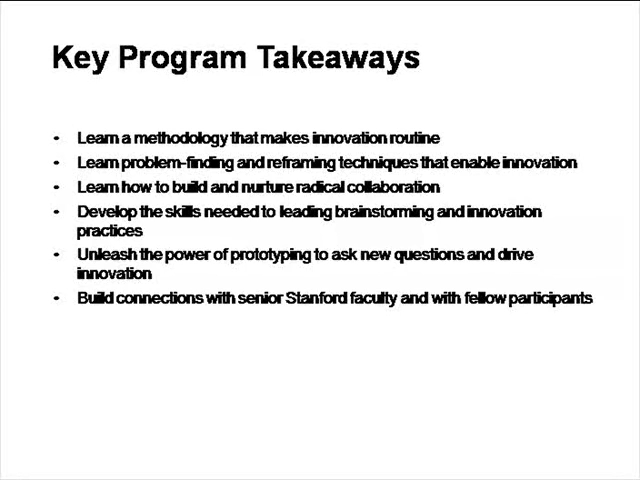 Key Program Takeaways
• Learn a methodology that makes innovation routine
• Learn problem-finding and reframing techniques that enable innovation
• Learn how to build and nurture radical collaboration
• Develop the skills needed to leading brainstorming and innovation
practices
• Unleash the power of prototyping to ask new questions and drive
innovation
• Build connections with senior Stanford faculty and with fellow participants